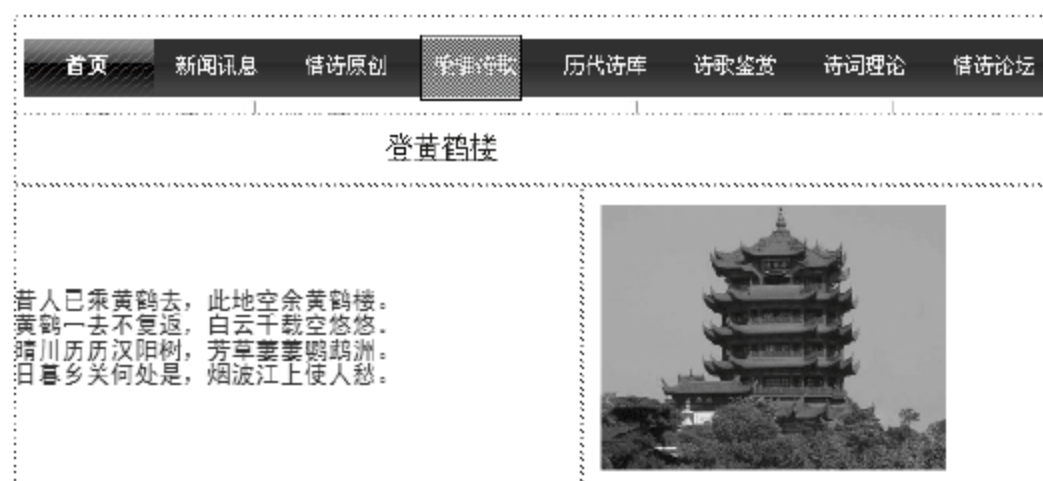 首页 新闻讯息 惜诗原创 历代诗库 诗歌鉴赏 诗词理论 惜诗论坛
登黄鹤楼
昔人已乘黄鹤去，此地空余黄鹤楼。
黄鹤一去不复返，白云千载空悠悠。
晴川历历汉阳树，芳草萋萋鹦鹉洲。
日暮乡关何处是，烟波江上使人愁。